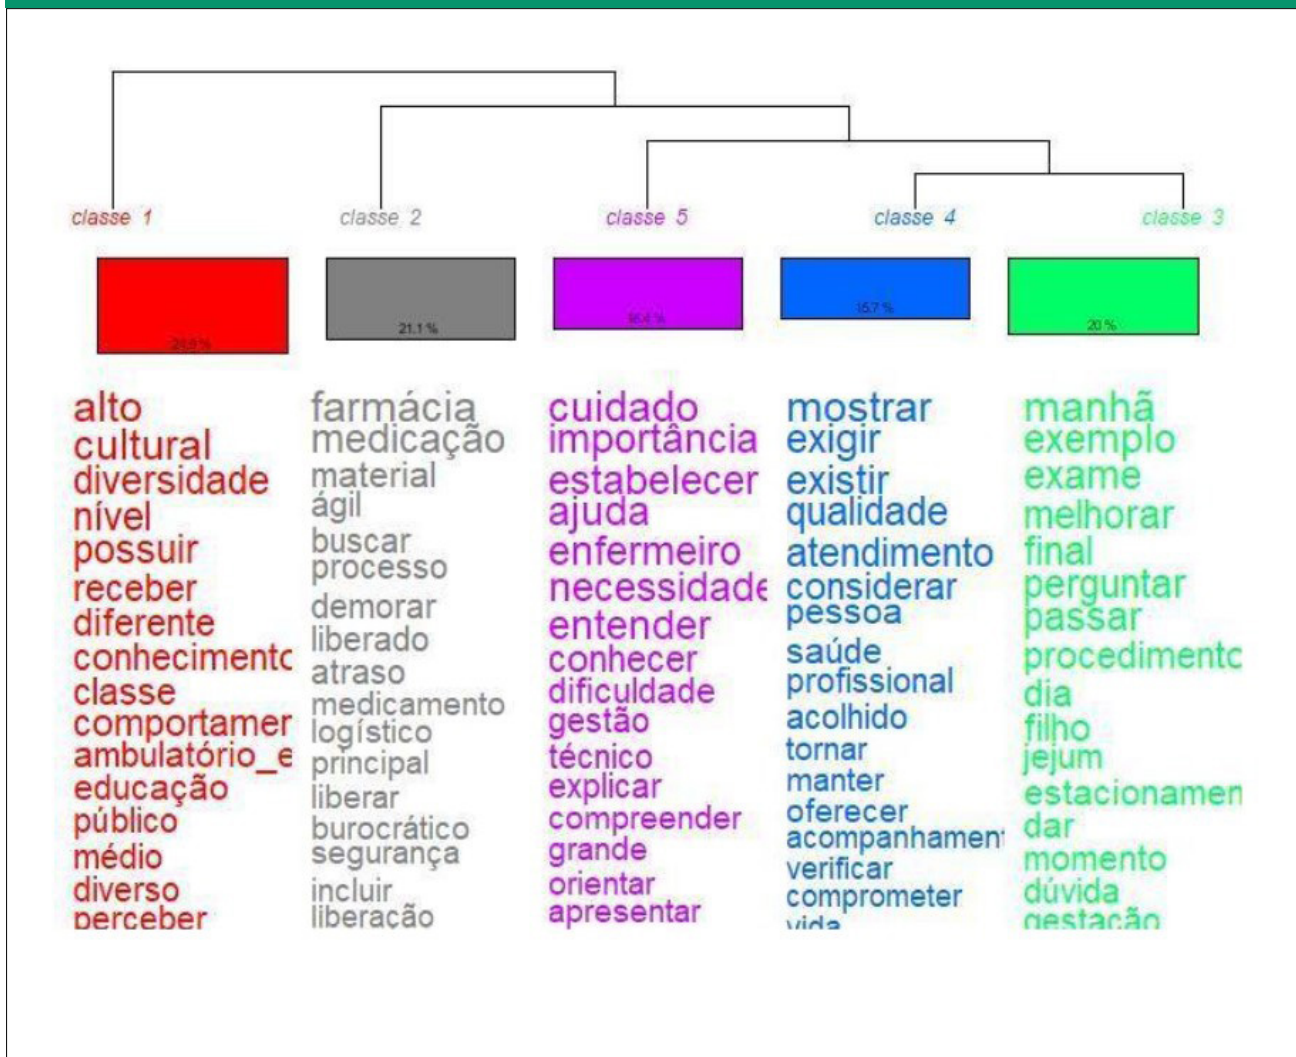 classe 1
classe 2
classe 5
classe 4
classe 3
21.1 %
15.7 %
20 %
alto
cultural
diversidade
nível
possuir
receber
diferente
conhecimento
classe
comportamen
ambulatório_e
educação
público
médio
diverso
perceber
farmácia
medicação
material
ágil
buscar
processo
demorar
liberado
atraso
medicamento
logístico
principal
liberar
burocrático
segurança
incluir
liberação
cuidado
importância
estabelecer
ajuda
enfermeiro
necessidade
entender
conhecer
dificuldade
gestão
técnico
explicar
compreender
grande
orientar
apresentar
mostrar
exigir
existir
qualidade
atendimento
considerar
pessoa
saúde
profissional
acolhido
tornar
manter
oferecer
acompanhament
verificar
comprometer
vida
manhã
exemplo
exame
melhorar
final
perguntar
passar
procedimento
dia
filho
jejum
estacionamen
dar
momento
dúvida
gestação